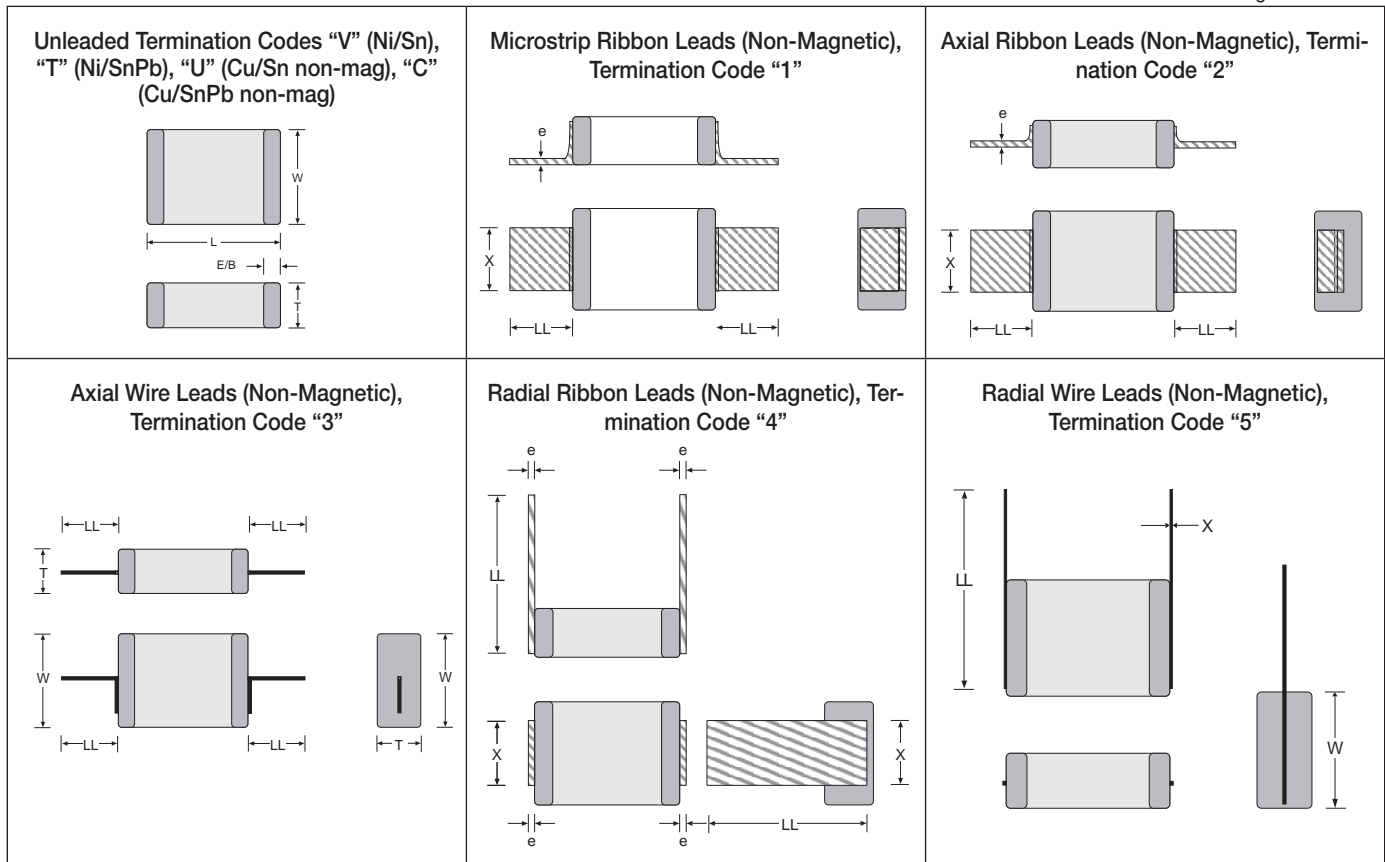 Unleaded Termination Codes “V” (Ni/Sn),
“T” (Ni/SnPb), “U” (Cu/Sn non-mag), “C”
(Cu/SnPb non-mag)
W
L
E/B
T
Microstrip Ribbon Leads (Non-Magnetic),
Termination Code “1”
e
X
LL
LL
Axial Ribbon Leads (Non-Magnetic), Termi-
nation Code “2”
e
X
LL
LL
Axial Wire Leads (Non-Magnetic),
Termination Code “3”
LL
LL
T
W
W
LL
LL
T
Radial Ribbon Leads (Non-Magnetic), Ter-
mination Code “4”
e
e
LL
X
X
LL
e
e
Radial Wire Leads (Non-Magnetic),
Termination Code “5”
X
LL
W